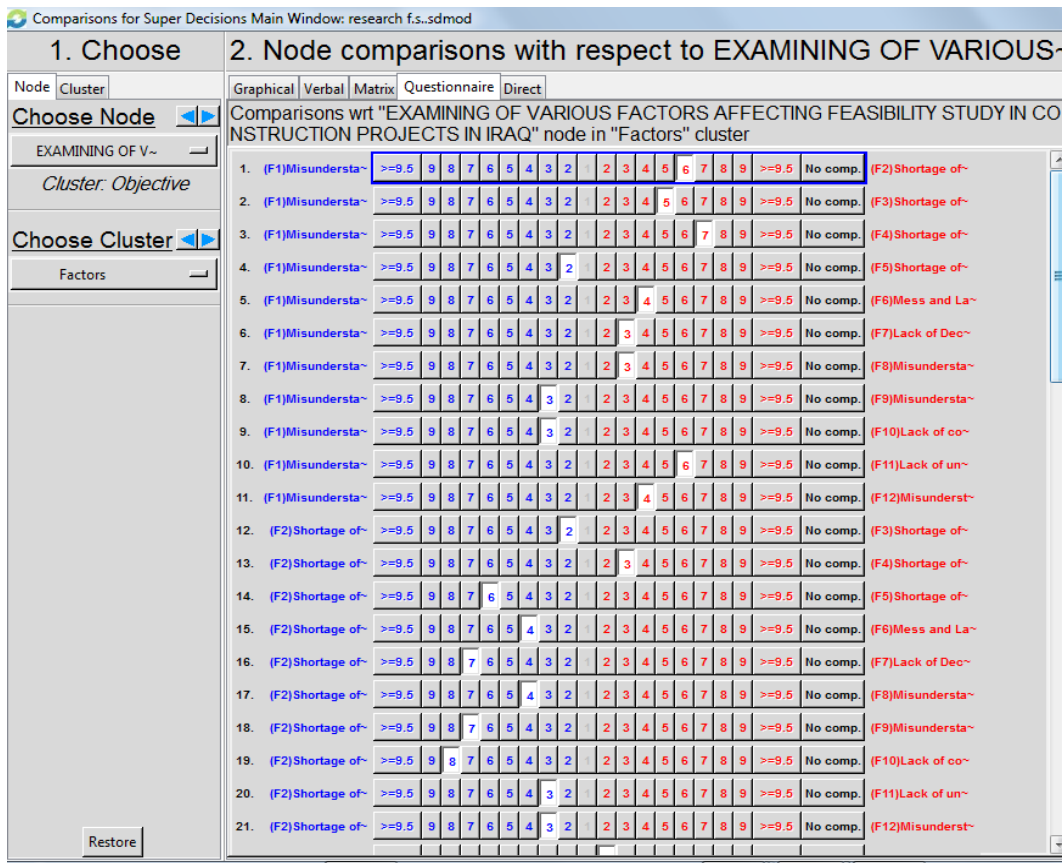 Comparisons for Super Decisions Main Window: research f.s..sdmod
1. Choose
2. Node comparisons with respect to EXAMINING OF VARIOUS~
Node Cluster
Graphical Verbal Matrix Questionnaire Direct
Choose Node
Comparisons wrt "EXAMINING OF VARIOUS FACTORS AFFECTING FEASIBILITY STUDY IN CO
NSTRUCTION PROJECTS IN IRAQ" node in "Factors" cluster
EXAMINING OF V~
Cluster: Objective
Choose Cluster
Factors
1. (F1)Misundersta~ >=9.5 9 8 7 6 5 4 3 2 1 2 3 4 5 6 7 8 9 >=9.5 No comp. (F2)Shortage of~
2. (F1)Misundersta~ >=9.5 9 8 7 6 5 4 3 2 1 2 3 4 5 6 7 8 9 >=9.5 No comp. (F3)Shortage of~
3. (F1)Misundersta~ >=9.5 9 8 7 6 5 4 3 2 1 2 3 4 5 6 7 8 9 >=9.5 No comp. (F4)Shortage of~
4. (F1)Misundersta~ >=9.5 9 8 7 6 5 4 3 2 1 2 3 4 5 6 7 8 9 >=9.5 No comp. (F5)Shortage of~
5. (F1)Misundersta~ >=9.5 9 8 7 6 5 4 3 2 1 2 3 4 5 6 7 8 9 >=9.5 No comp. (F6)Mess and La~
6. (F1)Misundersta~ >=9.5 9 8 7 6 5 4 3 2 1 2 3 4 5 6 7 8 9 >=9.5 No comp. (F7)Lack of Dec~
7. (F1)Misundersta~ >=9.5 9 8 7 6 5 4 3 2 1 2 3 4 5 6 7 8 9 >=9.5 No comp. (F8)Misundersta~
8. (F1)Misundersta~ >=9.5 9 8 7 6 5 4 3 2 1 2 3 4 5 6 7 8 9 >=9.5 No comp. (F9)Misundersta~
9. (F1)Misundersta~ >=9.5 9 8 7 6 5 4 3 2 1 2 3 4 5 6 7 8 9 >=9.5 No comp. (F10)Lack of co~
10. (F1)Misundersta~ >=9.5 9 8 7 6 5 4 3 2 1 2 3 4 5 6 7 8 9 >=9.5 No comp. (F11)Lack of un~
11. (F1)Misundersta~ >=9.5 9 8 7 6 5 4 3 2 1 2 3 4 5 6 7 8 9 >=9.5 No comp. (F12)Misunderst~
12. (F2)Shortage of~ >=9.5 9 8 7 6 5 4 3 2 1 2 3 4 5 6 7 8 9 >=9.5 No comp. (F3)Shortage of~
13. (F2)Shortage of~ >=9.5 9 8 7 6 5 4 3 2 1 2 3 4 5 6 7 8 9 >=9.5 No comp. (F4)Shortage of~
14. (F2)Shortage of~ >=9.5 9 8 7 6 5 4 3 2 1 2 3 4 5 6 7 8 9 >=9.5 No comp. (F5)Shortage of~
15. (F2)Shortage of~ >=9.5 9 8 7 6 5 4 3 2 1 2 3 4 5 6 7 8 9 >=9.5 No comp. (F6)Mess and La~
16. (F2)Shortage of~ >=9.5 9 8 7 6 5 4 3 2 1 2 3 4 5 6 7 8 9 >=9.5 No comp. (F7)Lack of Dec~
17. (F2)Shortage of~ >=9.5 9 8 7 6 5 4 3 2 1 2 3 4 5 6 7 8 9 >=9.5 No comp. (F8)Misundersta~
18. (F2)Shortage of~ >=9.5 9 8 7 6 5 4 3 2 1 2 3 4 5 6 7 8 9 >=9.5 No comp. (F9)Misundersta~
19. (F2)Shortage of~ >=9.5 9 8 7 6 5 4 3 2 1 2 3 4 5 6 7 8 9 >=9.5 No comp. (F10)Lack of co~
20. (F2)Shortage of~ >=9.5 9 8 7 6 5 4 3 2 1 2 3 4 5 6 7 8 9 >=9.5 No comp. (F11)Lack of un~
21. (F2)Shortage of~ >=9.5 9 8 7 6 5 4 3 2 1 2 3 4 5 6 7 8 9 >=9.5 No comp. (F12)Misunderst~
Restore